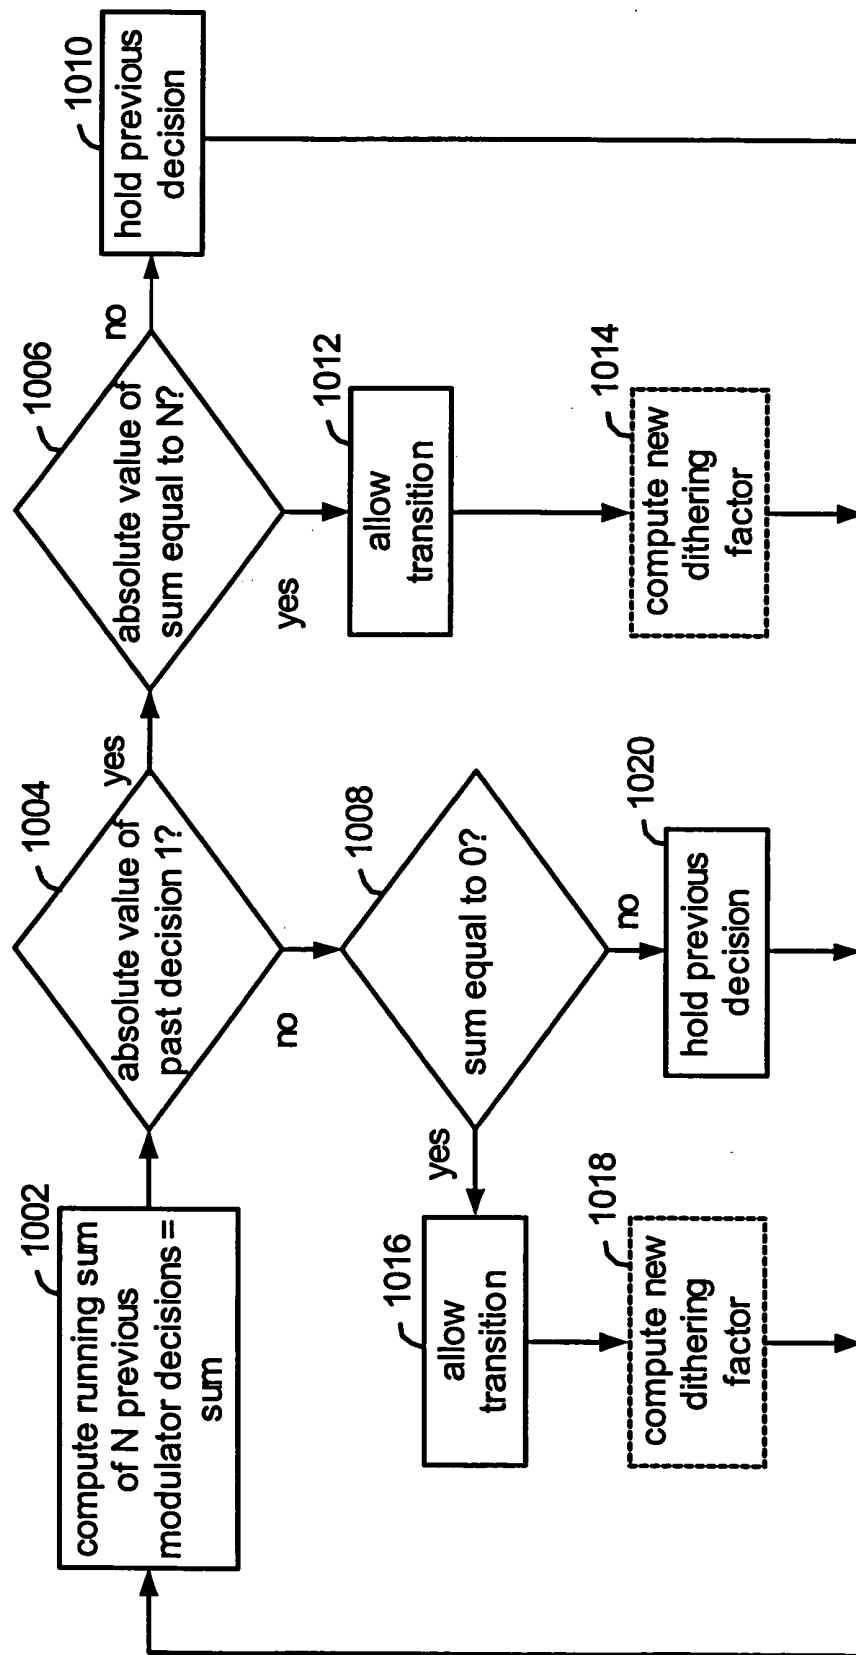 1002
compute running sum
of N previous
modulator decisions =
sum
1004
absolute value of
past decision 1?
yes
no
1006
absolute value of
sum equal to N?
no
yes
1010
hold previous
decision
1012
allow
transition
1014
compute new
dithering
factor
1008
sum equal to 0?
yes
no
1016
allow
transition
1018
compute new
dithering
factor
1020
hold previous
decision